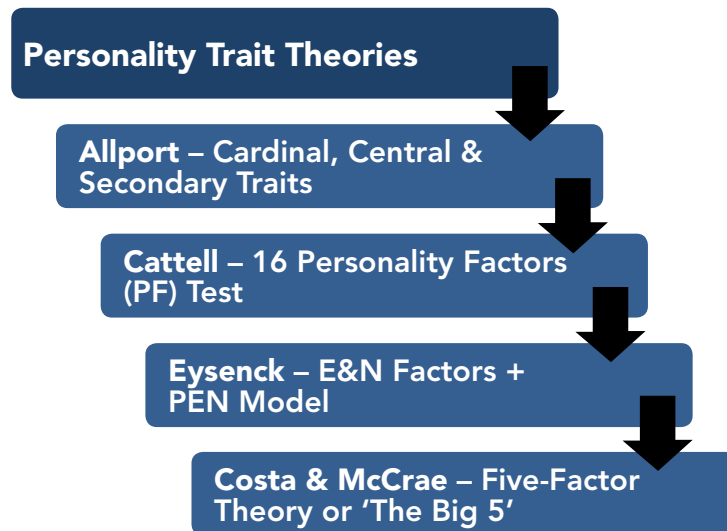 Personality Trait Theories
Allport – Cardinal, Central &
Secondary Traits
Cattell – 16 Personality Factors
(PF) Test
Eysenck – E&N Factors +
PEN Model
Costa & McCrae – Five-Factor
Theory or ‘The Big 5’